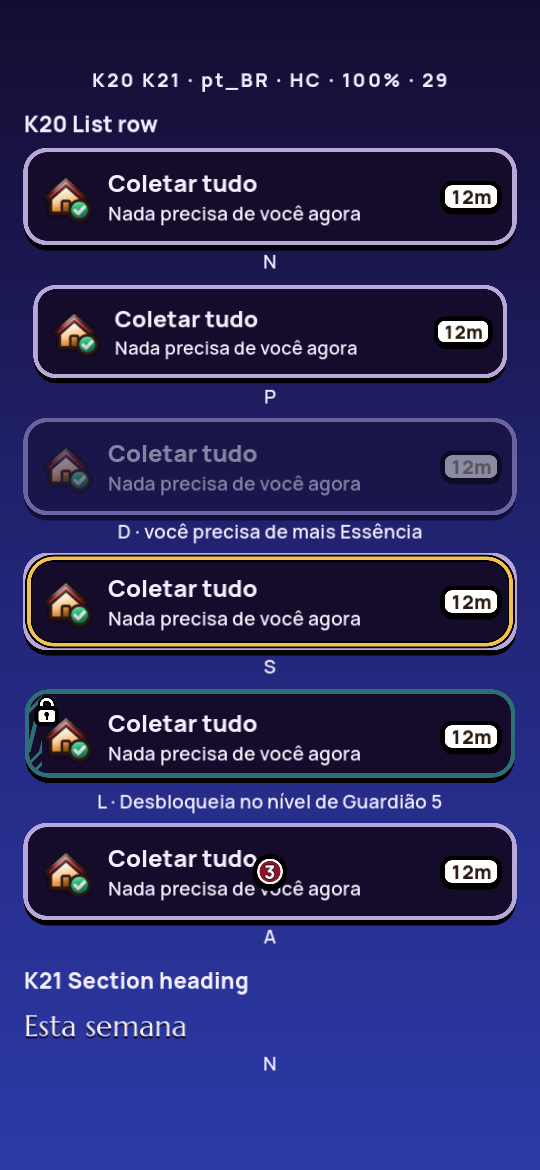 K20 K21 · pt_BR · HC · 100% · 29
K20 List row
Coletar tudo
Nada precisa de você agora
12m
N
Coletar tudo
Nada precisa de você agora
12m
P
Coletar tudo
Nada precisa de você agora
12m
D · você precisa de mais Essência
Coletar tudo
Nada precisa de você agora
12m
S
Coletar tudo
Nada precisa de você agora
12m
L · Desbloqueia no nível de Guardião 5
Coletar tudo
3
Nada precisa de você agora
12m
A
K21 Section heading
Esta semana
N